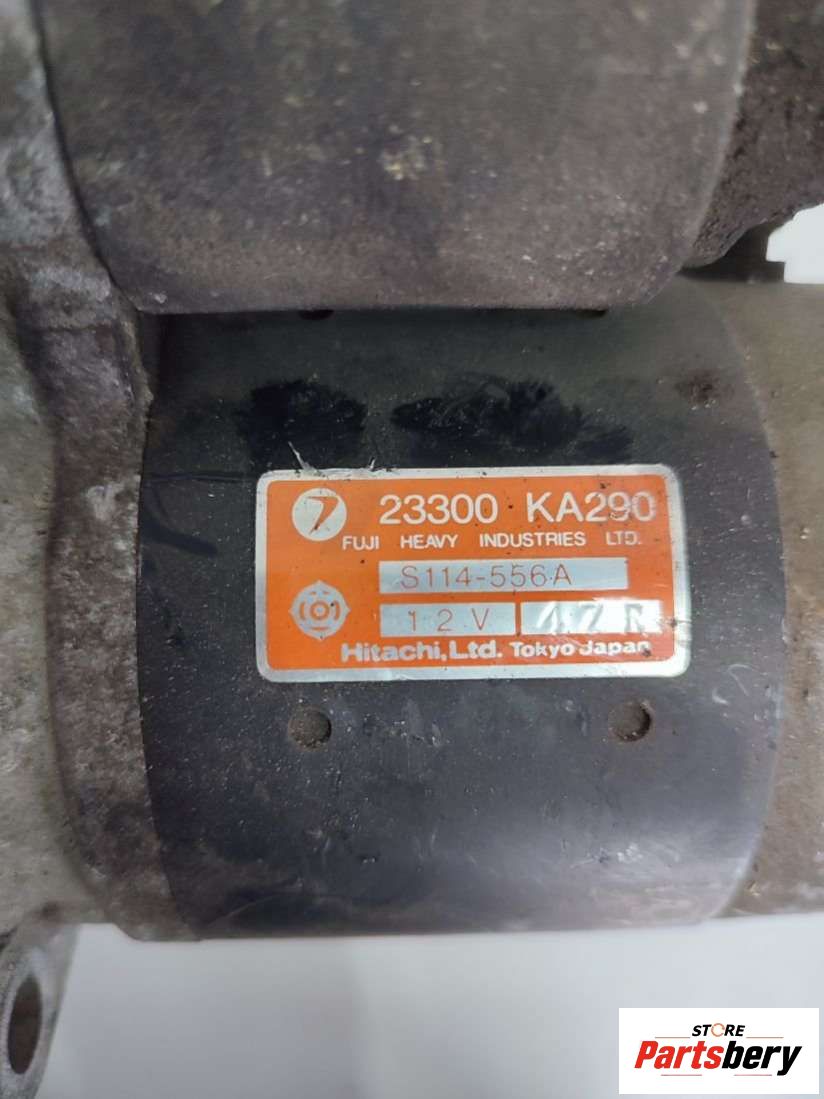 23300 KA290
FUJI HEAVY INDUSTRIES LTD.
S114-556A
12V
Hitachi, Ltd. Tokyo Japan
STORE
Partsbery